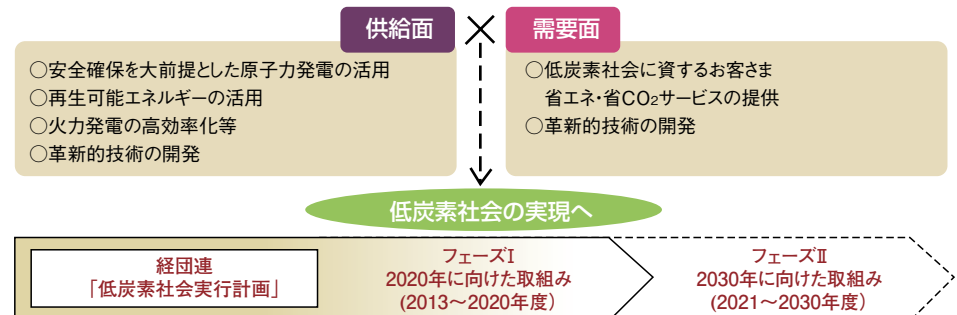 供給面
需要面
○安全確保を大前提とした原子力発電の活用
○再生可能エネルギーの活用
○火力発電の高効率化等
○革新的技術の開発
○低炭素社会に資するお客さま
省エネ・省CO₂サービスの提供
○革新的技術の開発
低炭素社会の実現へ
経団連
「低炭素社会実行計画」
フェーズⅠ
2020年に向けた取組み
(2013〜2020年度)
フェーズⅡ
2030年に向けた取組み
(2021〜2030年度)